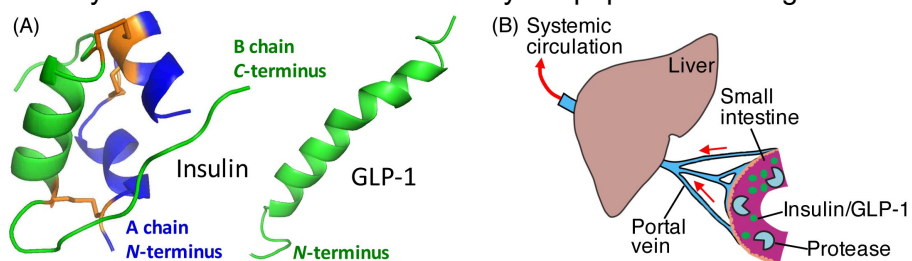 (A)
B chain
C-terminus
Insulin
GLP-1
A chain
N-terminus
N-terminus
(B)
Systemic
circulation
Liver
Small
intestine
Insulin/GLP-1
Portal
vein
Protease